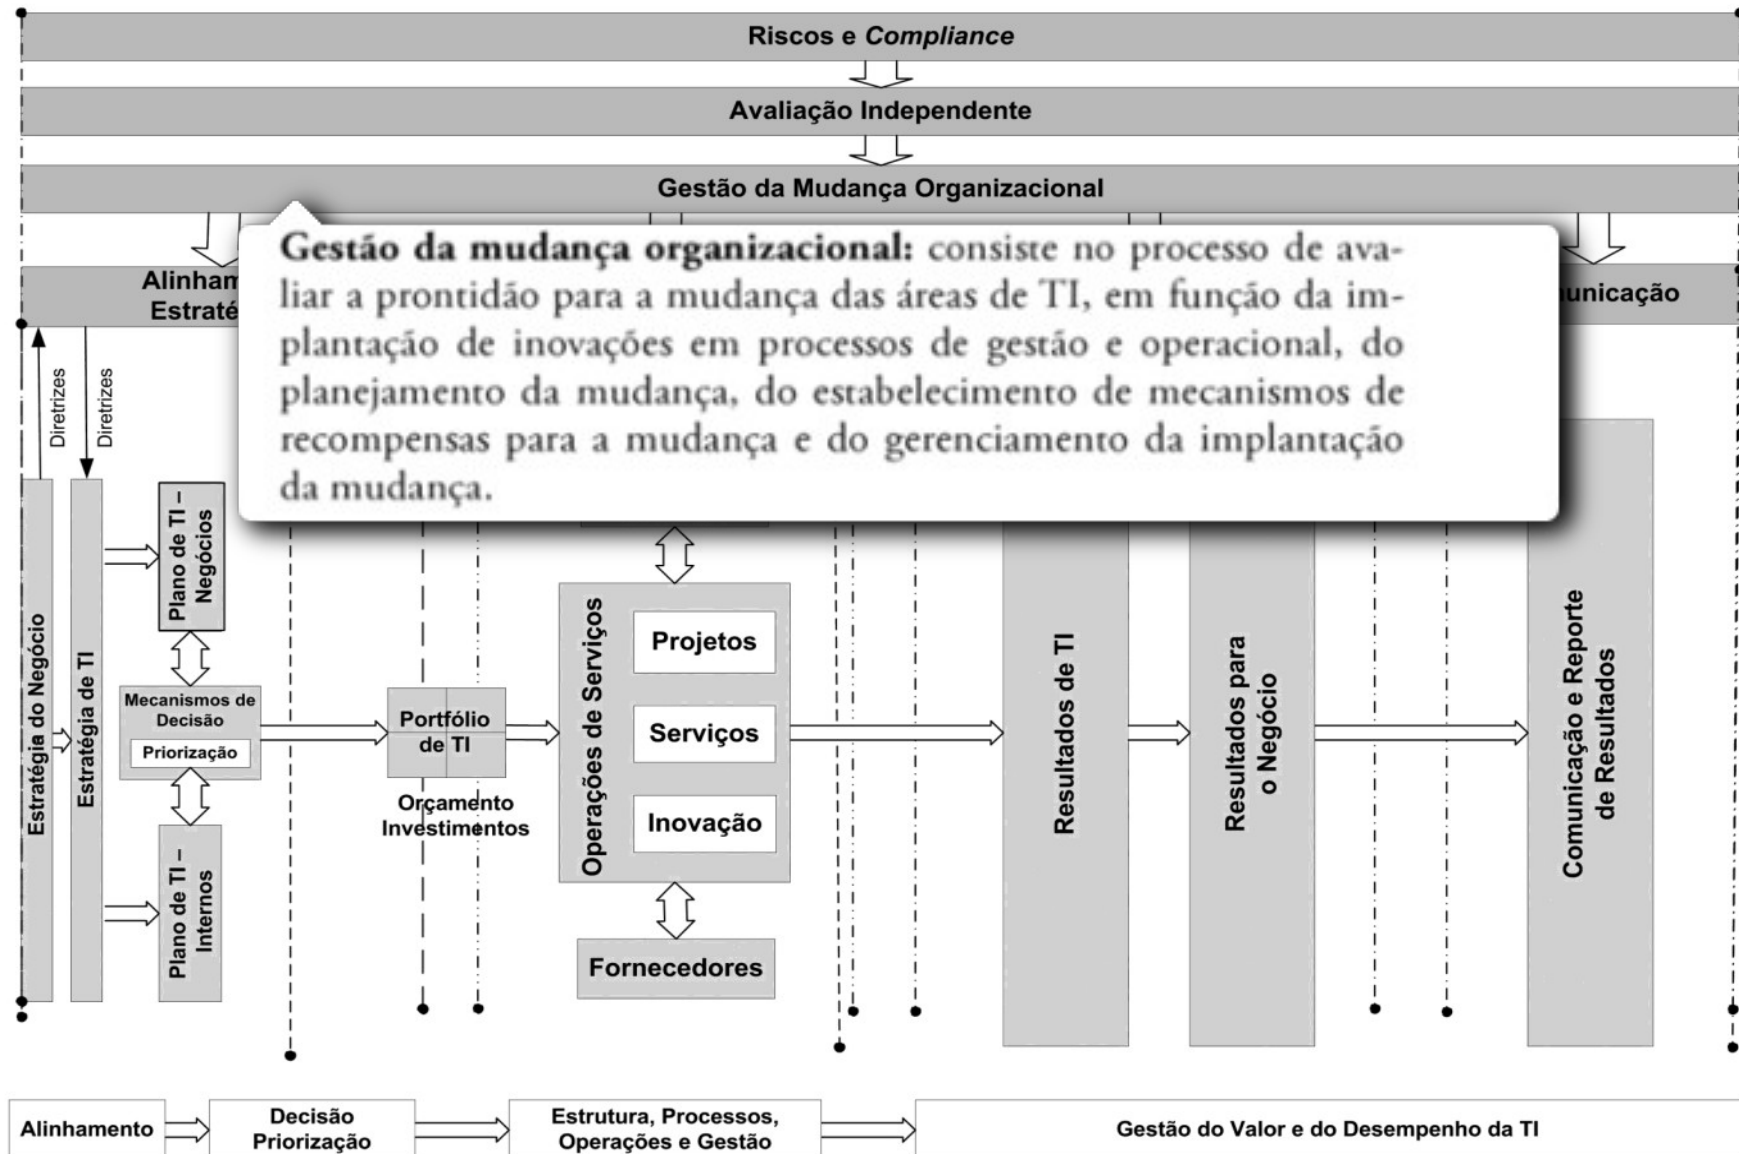 Riscos e Compliance
Avaliação Independente
Gestão da Mudança Organizacional
Gestão da mudança organizacional: consiste no processo de ava-
liar a prontidão para a mudança das áreas de TI, em função da im-
plantação de inovações em processos de gestão e operacional, do
planejamento da mudança, do estabelecimento de mecanismos de
recompensas para a mudança e do gerenciamento da implantação
da mudança.
Alinham
Estraté
unicação
Diretrizes
Diretrizes
Estratégia do Negócio
Estratégia de TI
Plano de TI –
Negócios
Mecanismos de
Decisão
Priorização
Plano de TI –
Internos
Portfólio
de TI
Orçamento
Investimentos
Operações de Serviços
Projetos
Serviços
Inovação
Fornecedores
Resultados de TI
Resultados para
o Negócio
Comunicação e Reporte
de Resultados
Alinhamento
Decisão
Priorização
Estrutura, Processos,
Operações e Gestão
Gestão do Valor e do Desempenho da TI